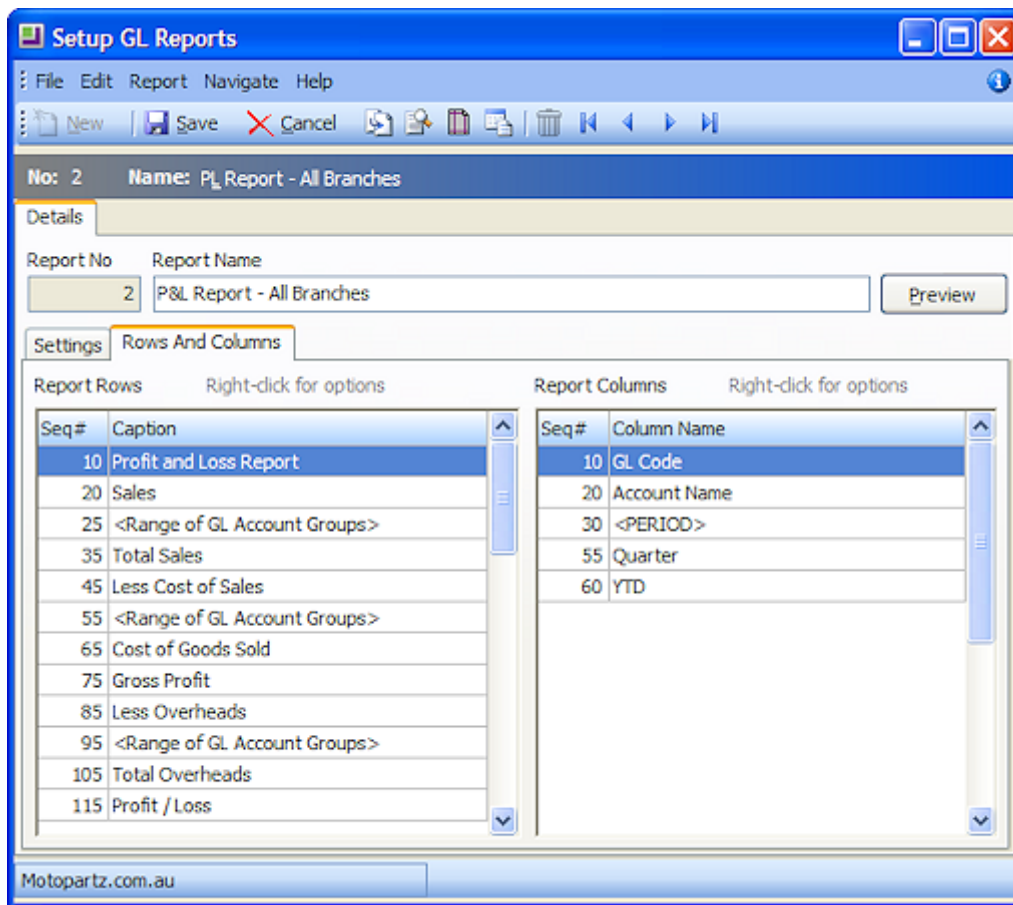 Setup GL Reports
File Edit Report Navigate Help
New Save Cancel
No: 2 Name: PL Report - All Branches
Details
Report No Report Name
2 P&L Report - All Branches Preview
Settings Rows And Columns
Report Rows Right-click for options Report Columns Right-click for options
Seq# Caption Seq# Column Name
10 Profit and Loss Report 10 GL Code
20 Sales 20 Account Name
25 <Range of GL Account Groups> 30 <PERIOD>
35 Total Sales 55 Quarter
45 Less Cost of Sales 60 YTD
55 <Range of GL Account Groups>
65 Cost of Goods Sold
75 Gross Profit
85 Less Overheads
95 <Range of GL Account Groups>
105 Total Overheads
115 Profit / Loss
Motopartz.com.au